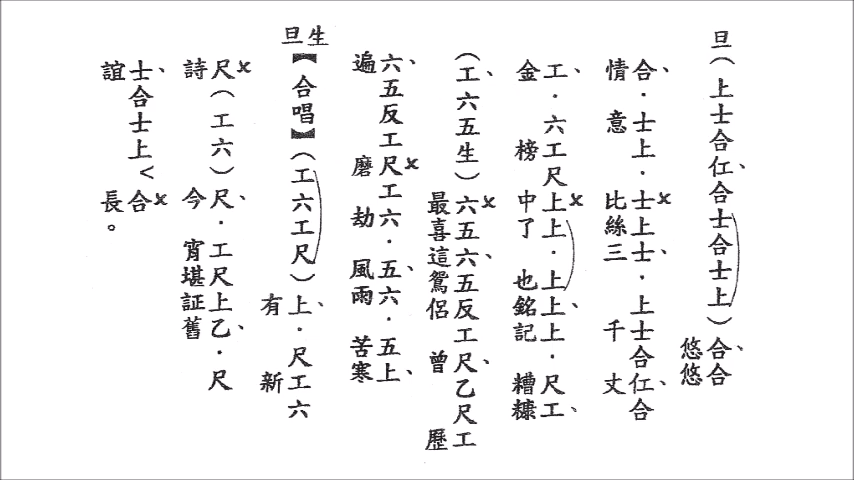 旦（上士合仁、合士合士上）合、合
悠悠
合、．士上．士上士、．上士合仁、合
情意比絲三千丈
工、．六工尺上上．上上、上．尺工、
金榜中了也銘記糟糠
（工、六五生）六五六、五反工尺、乙尺工
最喜這鴛侶曾歷
六、五反工尺工六．五、六．五上、
遍磨劫風雨苦寒
生旦【合唱】（工六工尺）上、．尺工六
有新
尺（工六）尺、．工尺上乙、．尺
詩今宵堪証舊
士、合士上＜合
誼長。